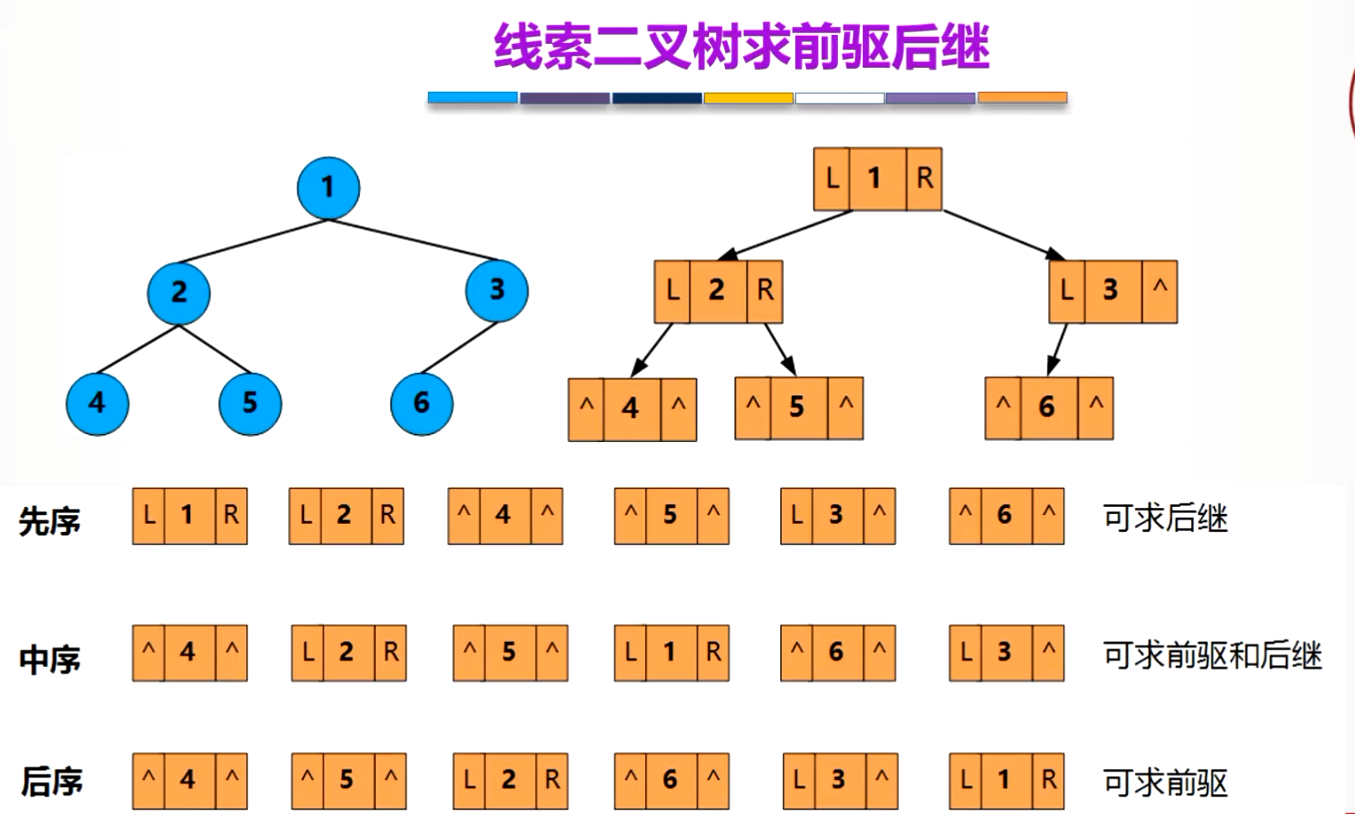 线索二叉树求前驱后继
1
L 1 R
2
3
L 2 R
L 3 ^
4
5
6
^ 4 ^
^ 5 ^
^ 6 ^
先序 L 1 R L 2 R ^ 4 ^ ^ 5 ^ L 3 ^ ^ 6 ^ 可求后继
中序 ^ 4 ^ L 2 R ^ 5 ^ L 1 R ^ 6 ^ L 3 ^ 可求前驱和后继
后序 ^ 4 ^ ^ 5 ^ L 2 R ^ 6 ^ L 3 ^ L 1 R 可求前驱